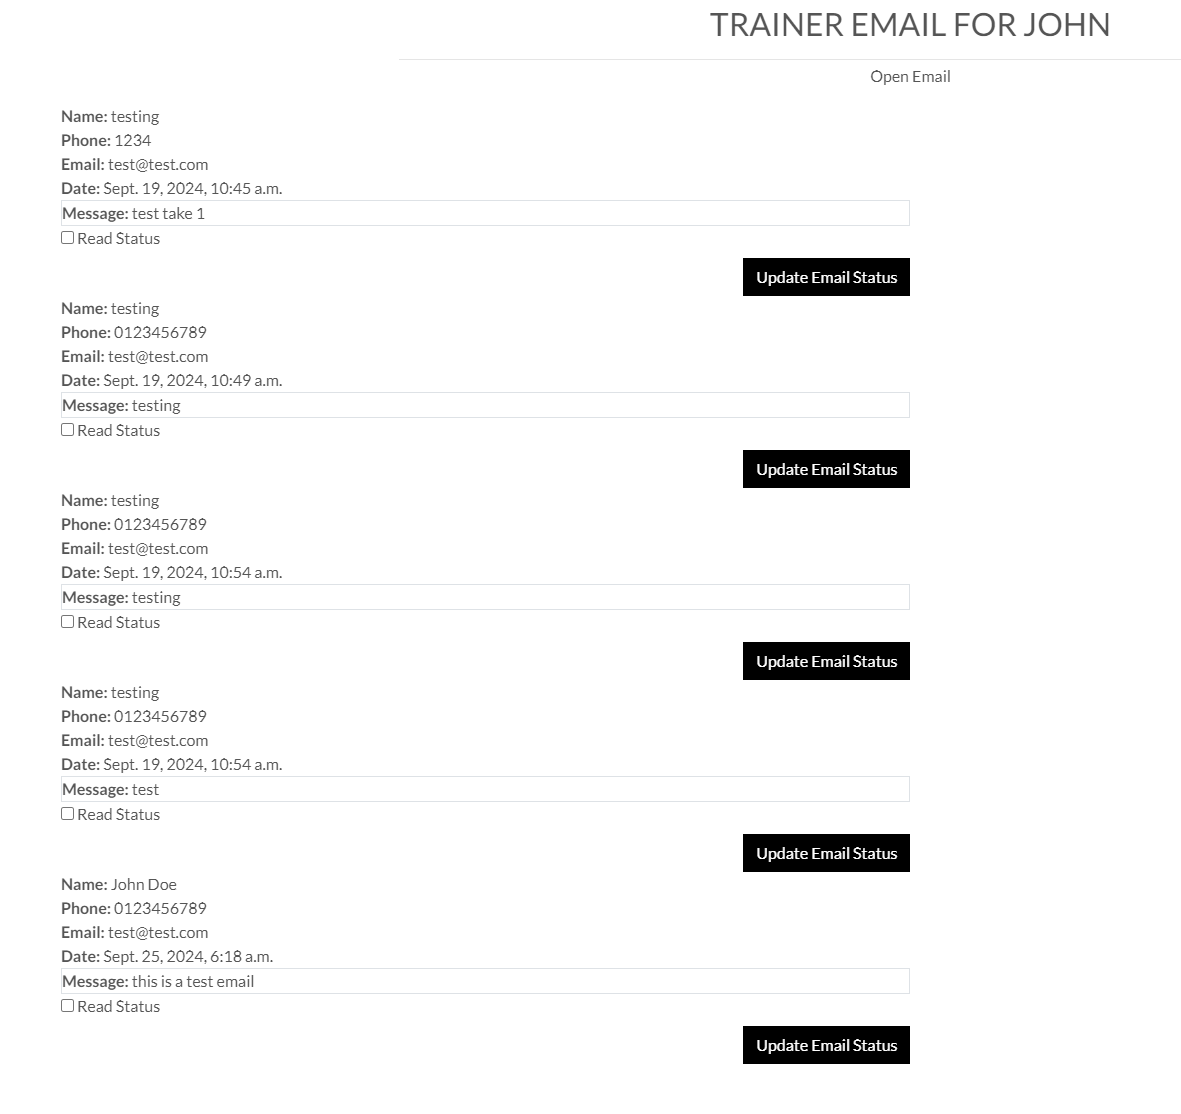 TRAINER EMAIL FOR JOHN
Open Email
Name: testing
Phone: 1234
Email: test@test.com
Date: Sept. 19, 2024, 10:45 a.m.
Message: test take 1
Read Status
Update Email Status
Name: testing
Phone: 0123456789
Email: test@test.com
Date: Sept. 19, 2024, 10:49 a.m.
Message: testing
Read Status
Update Email Status
Name: testing
Phone: 0123456789
Email: test@test.com
Date: Sept. 19, 2024, 10:54 a.m.
Message: testing
Read Status
Update Email Status
Name: testing
Phone: 0123456789
Email: test@test.com
Date: Sept. 19, 2024, 10:54 a.m.
Message: test
Read Status
Update Email Status
Name: John Doe
Phone: 0123456789
Email: test@test.com
Date: Sept. 25, 2024, 6:18 a.m.
Message: this is a test email
Read Status
Update Email Status